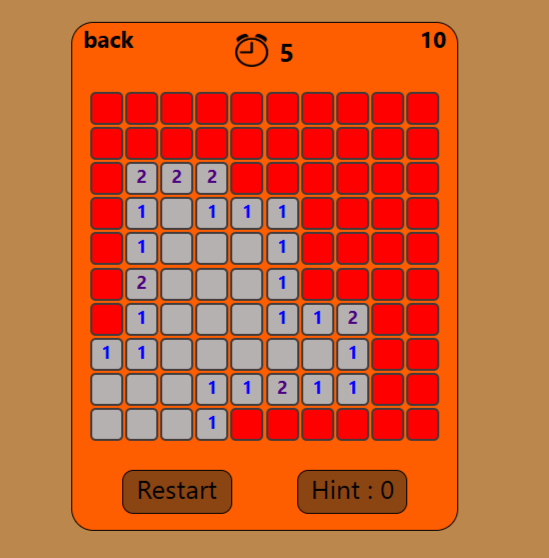 back 5 10
2 2 2
1 1 1 1
1 1
2 1
1 1 1 2
1 1 1
1 1 2 1 1
1
Restart Hint : 0